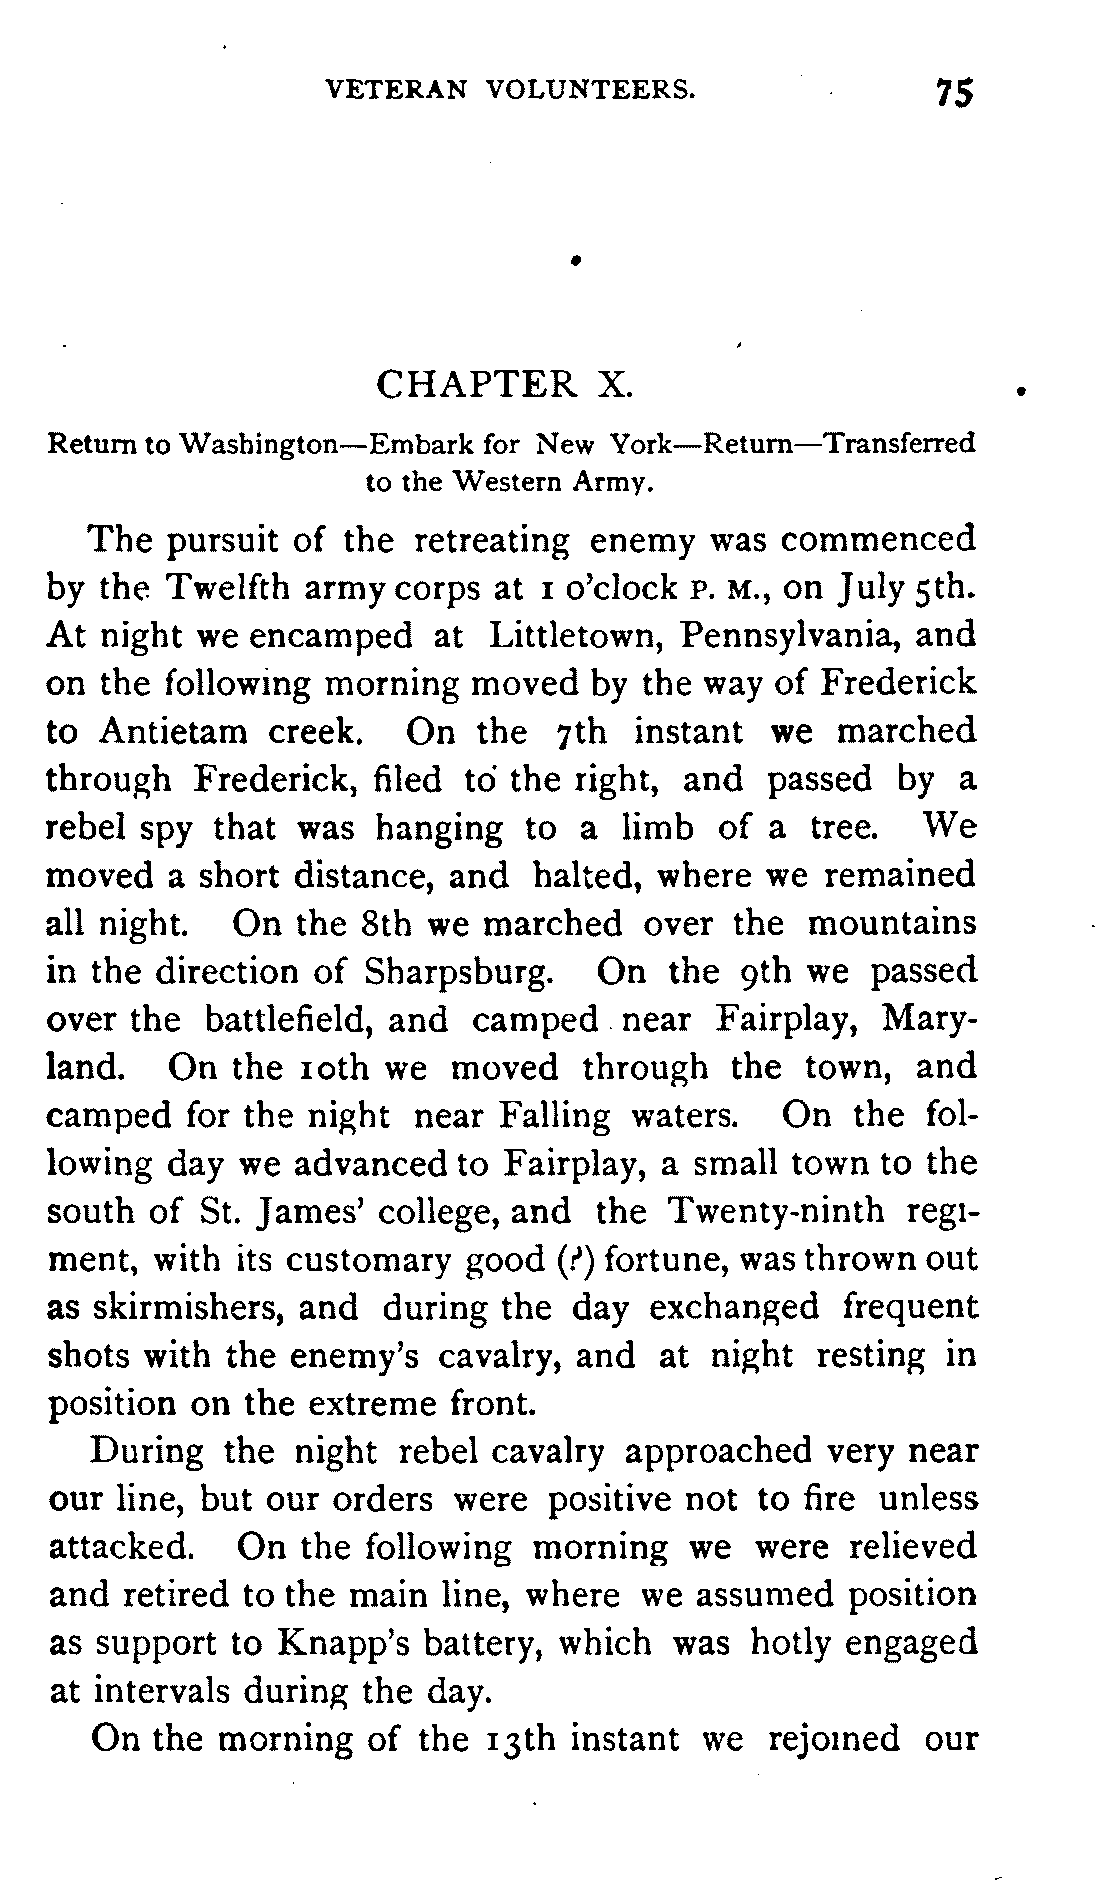 VETERAN VOLUNTEERS. 75
CHAPTER X.
Return to Washington—Embark for New York—Return—Transferred
to the Western Army.
The pursuit of the retreating enemy was commenced
by the Twelfth army corps at 1 o'clock P. M., on July 5th.
At night we encamped at Littletown, Pennsylvania, and
on the following morning moved by the way of Frederick
to Antietam creek. On the 7th instant we marched
through Frederick, filed to the right, and passed by a
rebel spy that was hanging to a limb of a tree. We
moved a short distance, and halted, where we remained
all night. On the 8th we marched over the mountains
in the direction of Sharpsburg. On the 9th we passed
over the battlefield, and camped near Fairplay, Mary-
land. On the 10th we moved through the town, and
camped for the night near Falling waters. On the fol-
lowing day we advanced to Fairplay, a small town to the
south of St. James' college, and the Twenty-ninth regi-
ment, with its customary good (?) fortune, was thrown out
as skirmishers, and during the day exchanged frequent
shots with the enemy's cavalry, and at night resting in
position on the extreme front.
During the night rebel cavalry approached very near
our line, but our orders were positive not to fire unless
attacked. On the following morning we were relieved
and retired to the main line, where we assumed position
as support to Knapp's battery, which was hotly engaged
at intervals during the day.
On the morning of the 13th instant we rejoined our